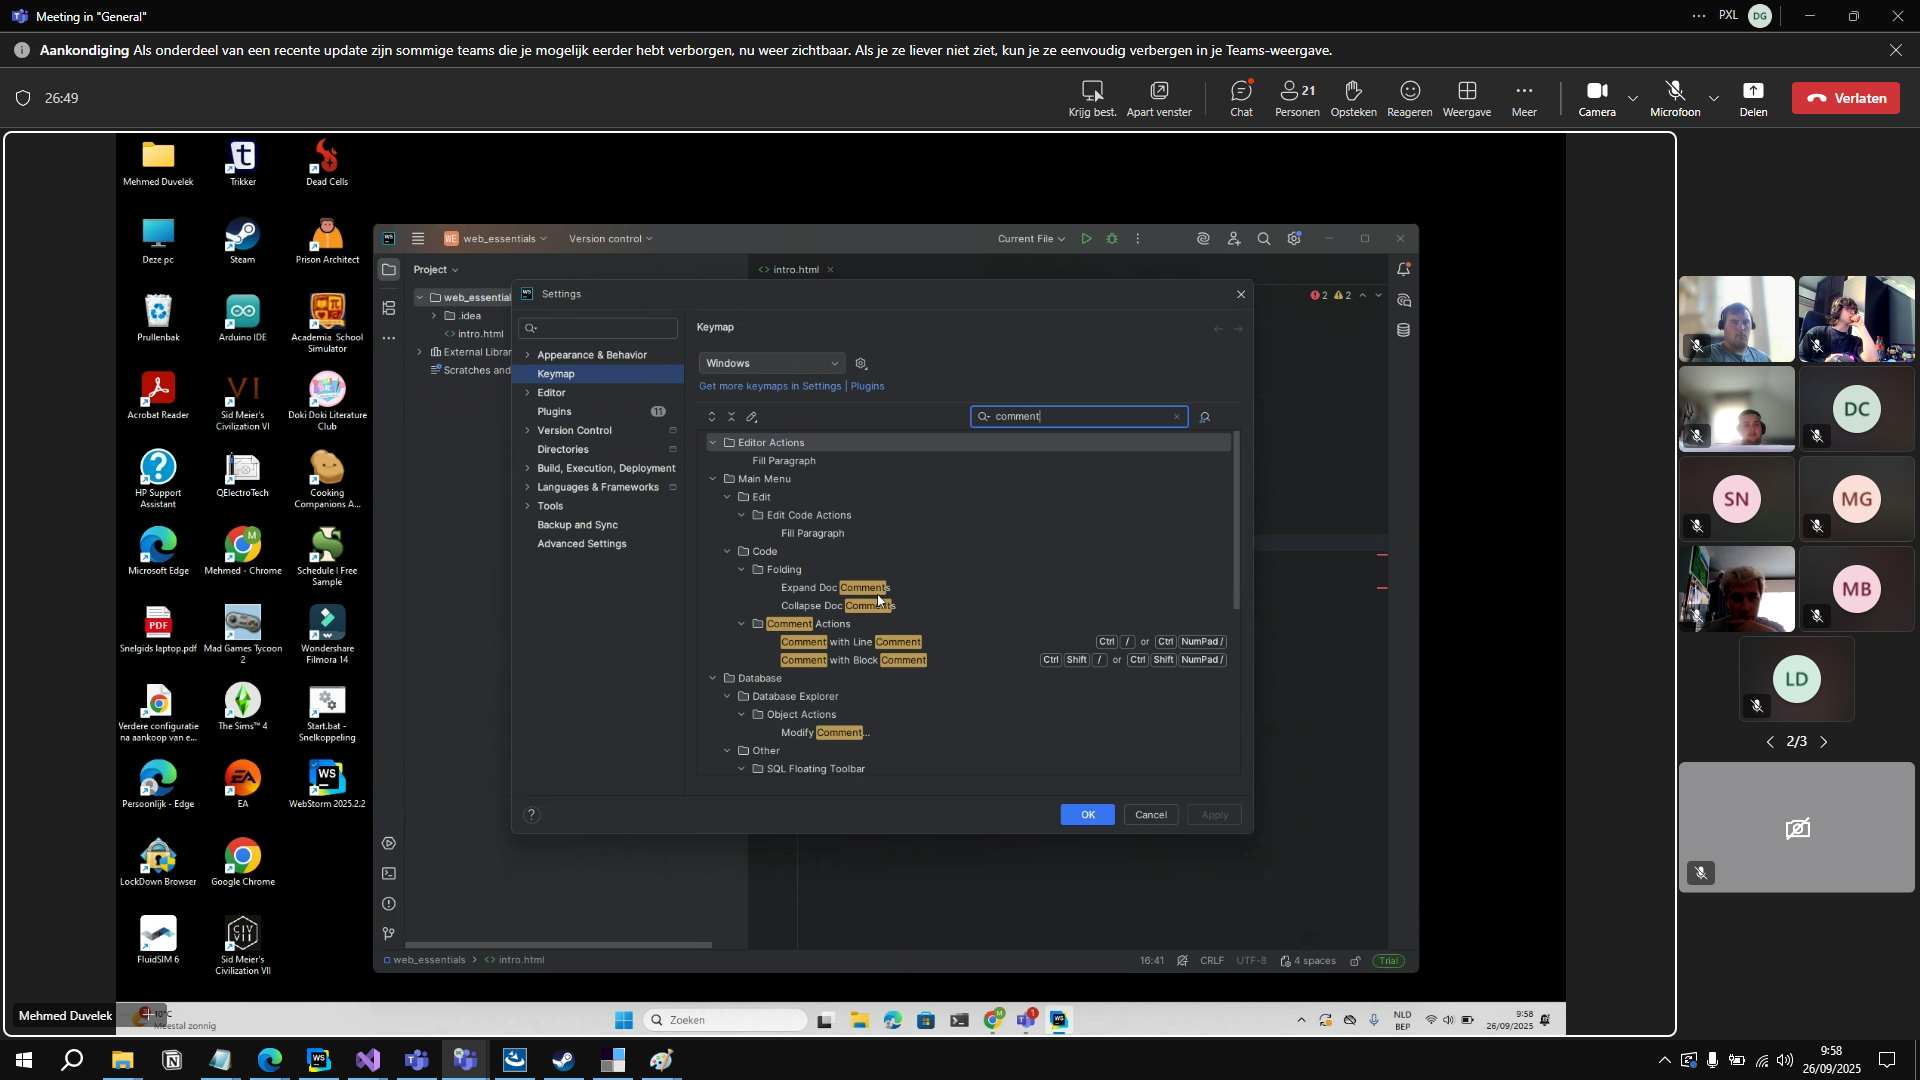 Meeting in "General"
PXL
DG
Aankondiging Als onderdeel van een recente update zijn sommige teams die je mogelijk eerder hebt verborgen, nu weer zichtbaar. Als je ze liever niet ziet, kun je ze eenvoudig verbergen in je Teams-weergave.
26:49
Krijg best.
Apart venster
Chat
21
Personen
Opsteken
Reageren
Weergave
Meer
Camera
Microfoon
Delen
Verlaten
Mehmed Duvelek
Trikker
Dead Cells
Deze pc
Steam
Prison Architect
Prullenbak
Arduino IDE
Academia School Simulator
Acrobat Reader
Sid Meier's Civilization VI
Doki Doki Literature Club
HP Support Assistant
QElectroTech
Cooking Companions A...
Microsoft Edge
Mehmed - Chrome
Schedule I Free Sample
Snelgids laptop.pdf
Mad Games Tycoon 2
Wondershare Filmora 14
Verdere configuratie na aankoop van e...
The Sims™ 4
Start.bat - Snelkoppeling
Persoonlijk - Edge
EA
WebStorm 2025.2.2
LockDown Browser
Google Chrome
FluidSIM 6
Sid Meier's Civilization VII
WE web_essentials
Version control
Current File
Project
intro.html
web_essential
.idea
intro.html
External Librar
Scratches and
2 2
Settings
Appearance & Behavior
Keymap
Editor
Plugins 11
Version Control
Directories
Build, Execution, Deployment
Languages & Frameworks
Tools
Backup and Sync
Advanced Settings
Keymap
Windows
Get more keymaps in Settings | Plugins
comment
Editor Actions
Fill Paragraph
Main Menu
Edit
Edit Code Actions
Fill Paragraph
Code
Folding
Expand Doc Comments
Collapse Doc Comments
Comment Actions
Comment with Line Comment Ctrl / or Ctrl NumPad /
Comment with Block Comment Ctrl Shift / or Ctrl Shift NumPad /
Database
Database Explorer
Object Actions
Modify Comment...
Other
SQL Floating Toolbar
?
OK
Cancel
Apply
web_essentials > intro.html
16:41
CRLF
UTF-8
4 spaces
Trial
DC
SN
MG
MB
LD
2/3
Mehmed Duvelek
10°C
Meestal zonnig
Zoeken
NLD
BEP
9:58
26/09/2025
9:58
26/09/2025